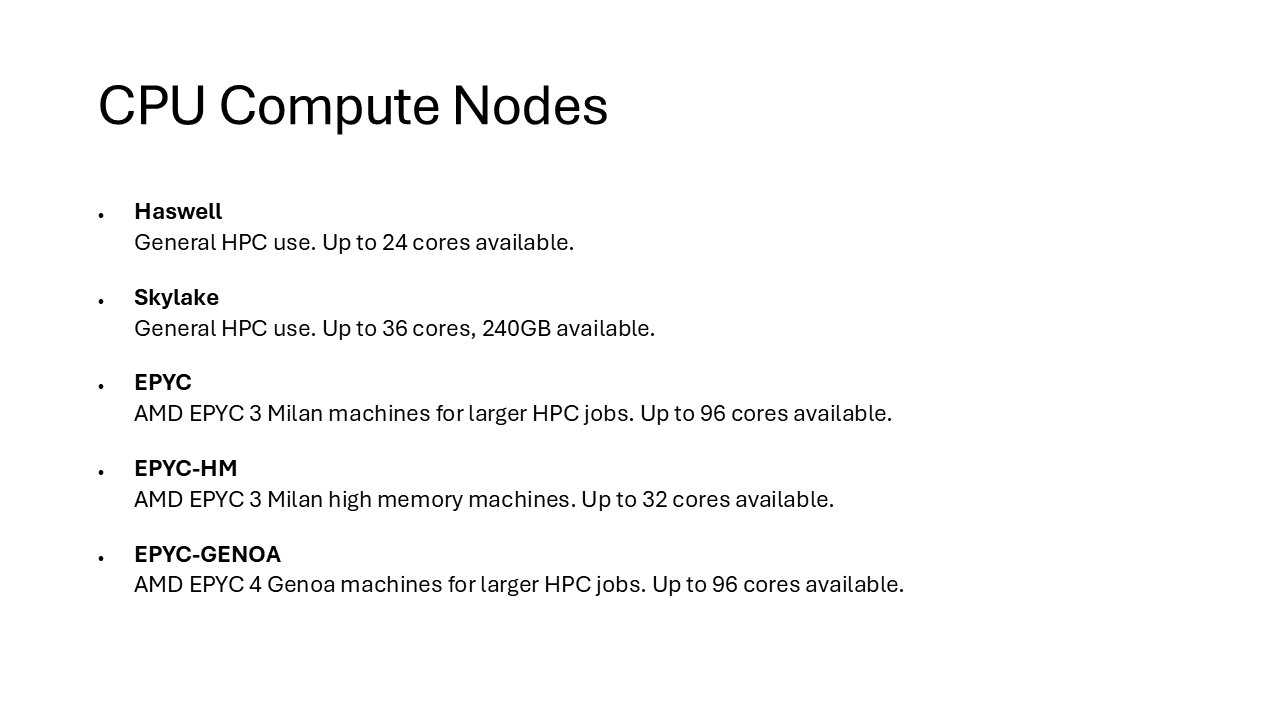 CPU Compute Nodes
• Haswell
General HPC use. Up to 24 cores available.
• Skylake
General HPC use. Up to 36 cores, 240GB available.
• EPYC
AMD EPYC 3 Milan machines for larger HPC jobs. Up to 96 cores available.
• EPYC-HM
AMD EPYC 3 Milan high memory machines. Up to 32 cores available.
• EPYC-GENOA
AMD EPYC 4 Genoa machines for larger HPC jobs. Up to 96 cores available.